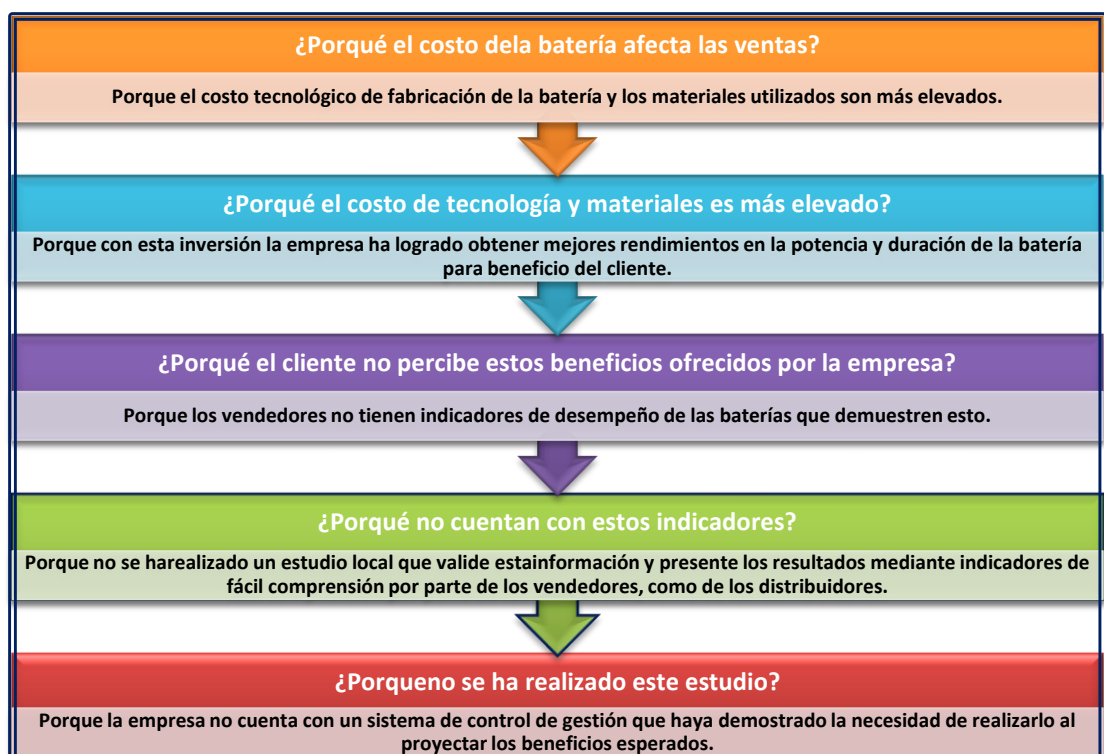 ¿Porqué el costo dela batería afecta las ventas?
Porque el costo tecnológico de fabricación de la batería y los materiales utilizados son más elevados.
¿Porqué el costo de tecnología y materiales es más elevado?
Porque con esta inversión la empresa ha logrado obtener mejores rendimientos en la potencia y duración de la batería
para beneficio del cliente.
¿Porqué el cliente no percibe estos beneficios ofrecidos por la empresa?
Porque los vendedores no tienen indicadores de desempeño de las baterías que demuestren esto.
¿Porqué no cuentan con estos indicadores?
Porque no se harealizado un estudio local que valide estainformación y presente los resultados mediante indicadores de
fácil comprensión por parte de los vendedores, como de los distribuidores.
¿Porqueno se ha realizado este estudio?
Porque la empresa no cuenta con un sistema de control de gestión que haya demostrado la necesidad de realizarlo al
proyectar los beneficios esperados.